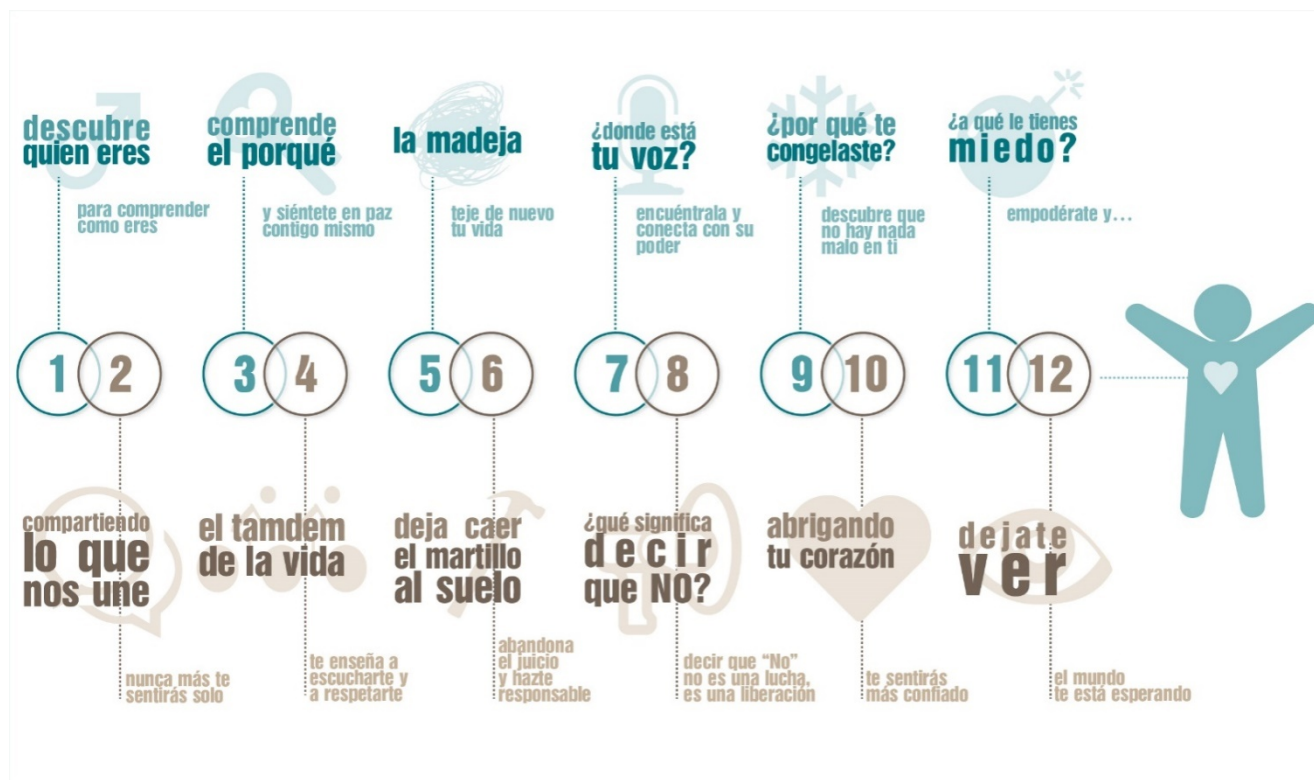 descubre
quien eres
para comprender
como eres
comprende
el porqué
y siéntete en paz
contigo mismo
la madeja
teje de nuevo
tu vida
¿donde está
tu voz?
encuéntrala y
conecta con su
poder
¿por qué te
congelaste?
descubre que
no hay nada
malo en ti
¿a qué le tienes
miedo?
empodérate y...
1 2
3 4
5 6
7 8
9 10
11 12
compartiendo
lo que
nos une
nunca más te
sentirás solo
el tamdem
de la vida
te enseña a
escucharte y
a respetarte
deja caer
el martillo
al suelo
abandona
el juicio
y hazte
responsable
¿gué significa
decir
que NO?
decir que “No”
no es una lucha,
es una liberación
abrigando
tu corazón
te sentirás
más confiado
dejate
ver
el mundo
te está esperando